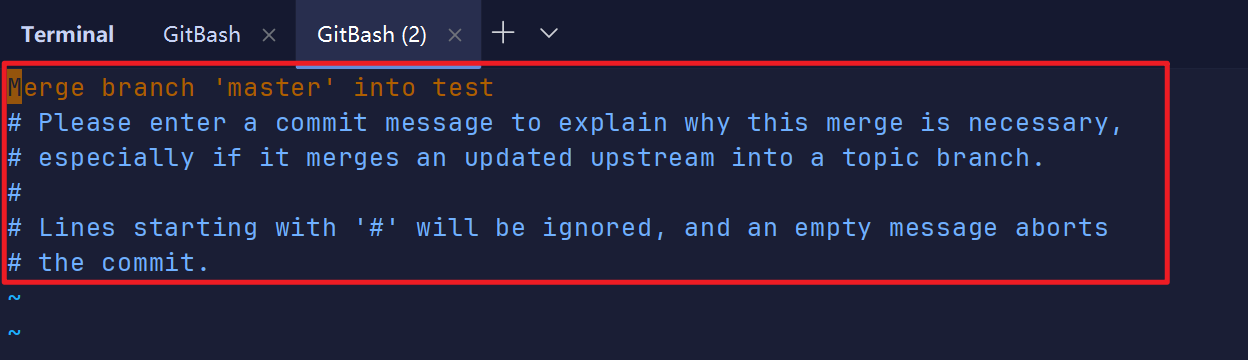 Terminal GitBash × GitBash (2) × +
Merge branch 'master' into test
# Please enter a commit message to explain why this merge is necessary,
# especially if it merges an updated upstream into a topic branch.
#
# Lines starting with '#' will be ignored, and an empty message aborts
# the commit.
~
~